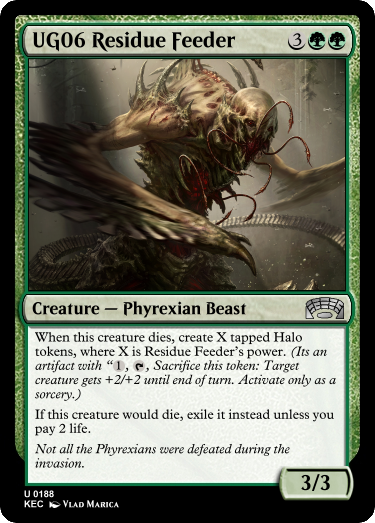 UG06 Residue Feeder 3
Creature — Phyrexian Beast
When this creature dies, create X tapped Halo
tokens, where X is Residue Feeder's power. (Its an
artifact with “1, T, Sacrifice this token: Target
creature gets +2/+2 until end of turn. Activate only as a
sorcery.)
If this creature would die, exile it instead unless you
pay 2 life.
Not all the Phyrexians were defeated during the
invasion.
3/3
U 0188
KEC Vlad Marica